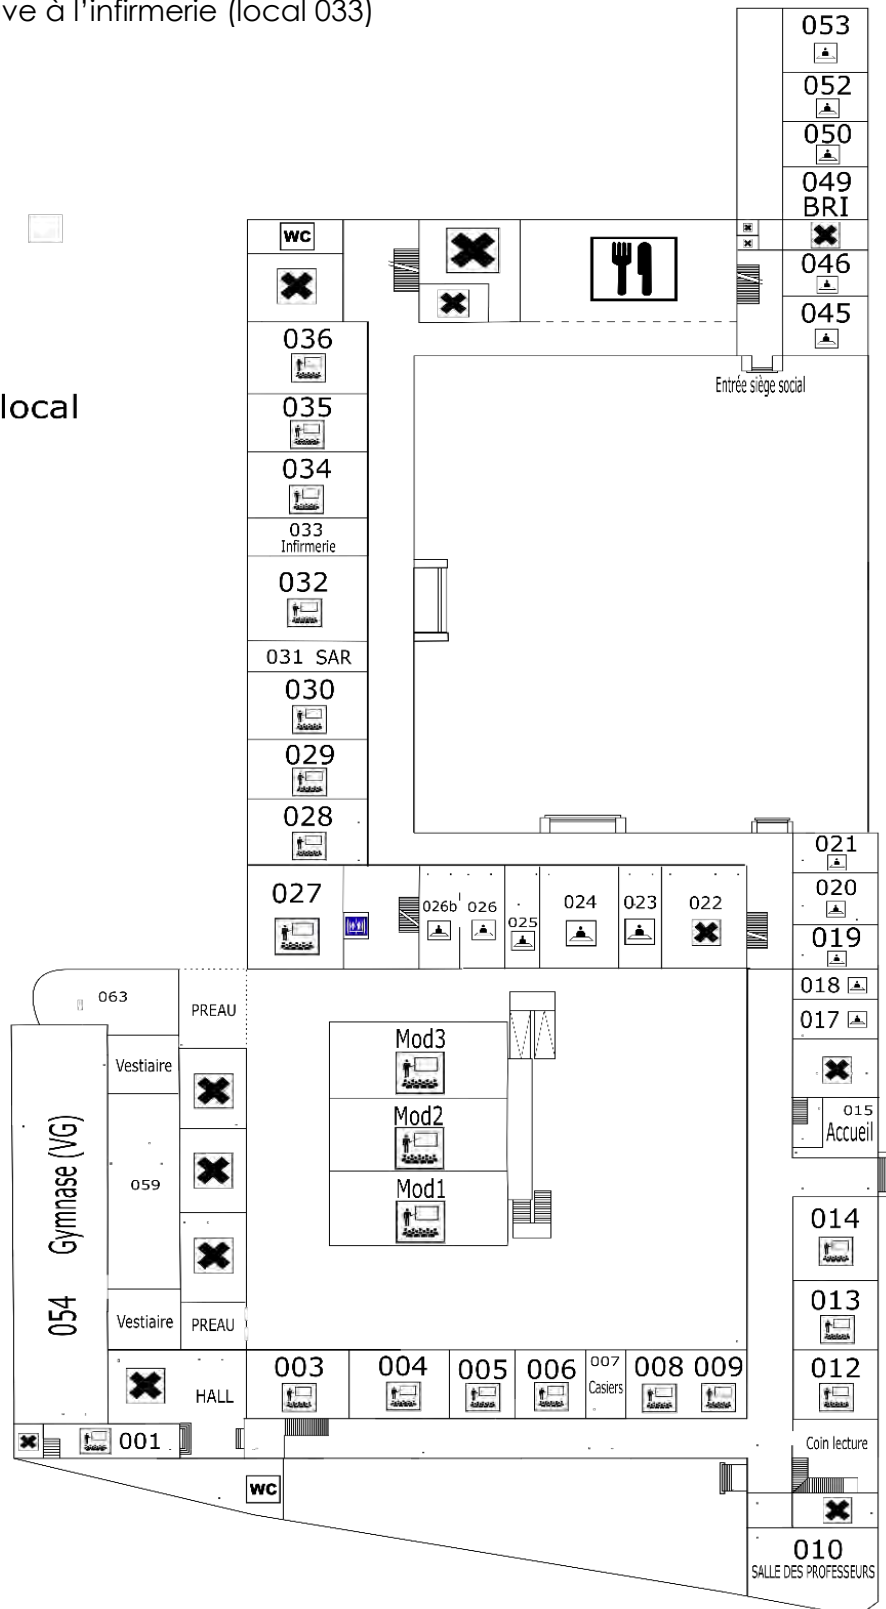 ve à l'infirmerie (local 033)
053
052
050
049
BRI
WC
046
045
036
Entrée siège social
035
local
034
033
Infirmerie
032
031 SAR
030
029
028
021
027
026b' 026
025
024
023
022
020
019
018
017
063
PREAU
Mod3
Vestiaire
Mod2
015
Accueil
059
Mod1
054 Gymnase (VG)
014
013
Vestiaire
PREAU
003
004
005
006
007
Casiers
008
009
012
HALL
001
Coin lecture
WC
010
SALLE DES PROFESSEURS